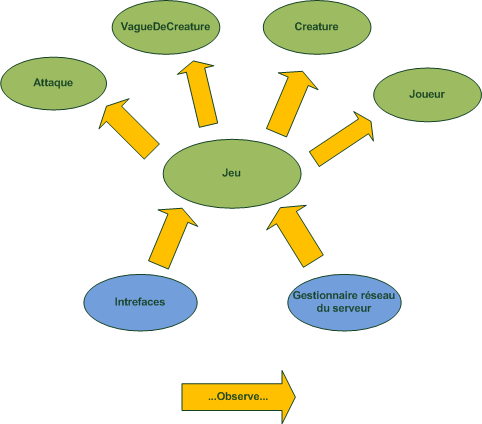 VagueDeCreature
Creature
Attaque
Joueur
Jeu
Intrefaces
Gestionnaire réseau
du serveur
...Observe...